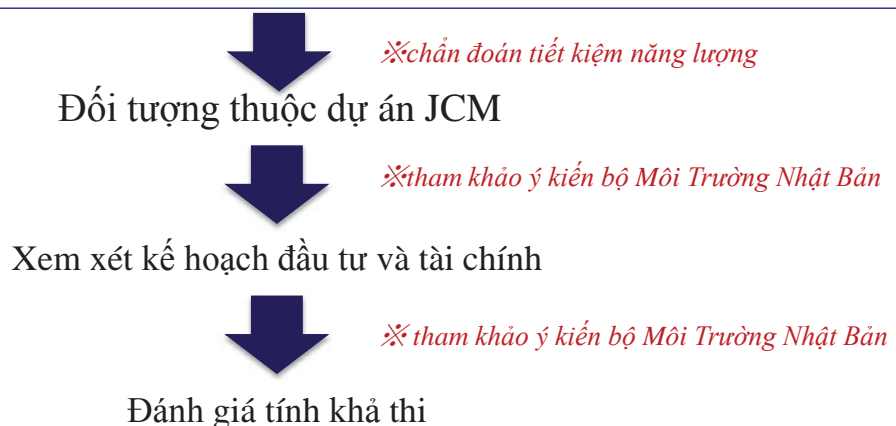 ※chẩn đoán tiết kiệm năng lượng
Đối tượng thuộc dự án JCM
※tham khảo ý kiến bộ Môi Trường Nhật Bản
Xem xét kế hoạch đầu tư và tài chính
※ tham khảo ý kiến bộ Môi Trường Nhật Bản
Đánh giá tính khả thi